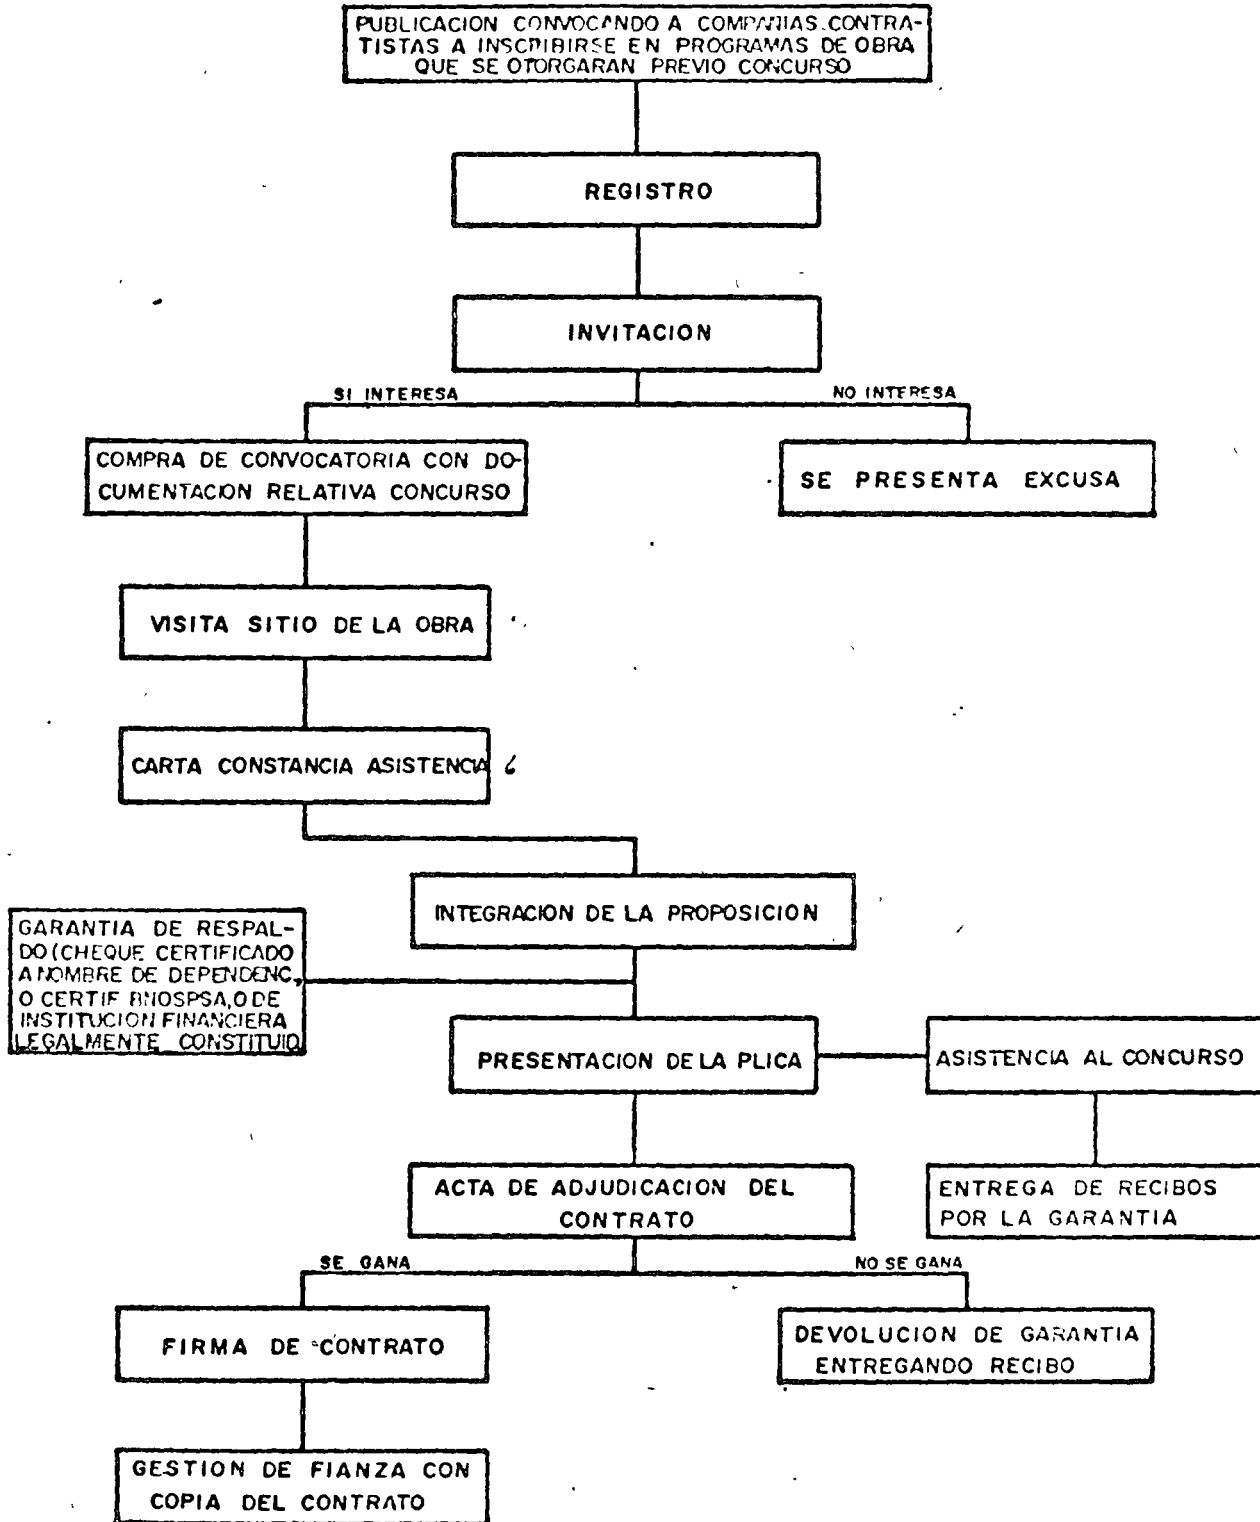 PUBLICACION CONVOCANDO A COMPAÑIAS CONTRA-
TISTAS A INSCRIBIRSE EN PROGRAMAS DE OBRA
QUE SE OTORGARAN PREVIO CONCURSO
REGISTRO
INVITACION
SI INTERESA
NO INTERESA
COMPRA DE CONVOCATORIA CON DO-
CUMENTACION RELATIVA CONCURSO
SE PRESENTA EXCUSA
VISITA SITIO DE LA OBRA
CARTA CONSTANCIA ASISTENCIA
INTEGRACION DE LA PROPOSICION
GARANTIA DE RESPAL-
DO (CHEQUE CERTIFICADO
A NOMBRE DE DEPENDENC,
O CERTIF BNOSPSA, O DE
INSTITUCION FINANCIERA
LEGALMENTE CONSTITUID
PRESENTACION DE LA PLICA
ASISTENCIA AL CONCURSO
ACTA DE ADJUDICACION DEL
CONTRATO
ENTREGA DE RECIBOS
POR LA GARANTIA
SE GANA
NO SE GANA
FIRMA DE CONTRATO
DEVOLUCION DE GARANTIA
ENTREGANDO RECIBO
GESTION DE FIANZA CON
COPIA DEL CONTRATO